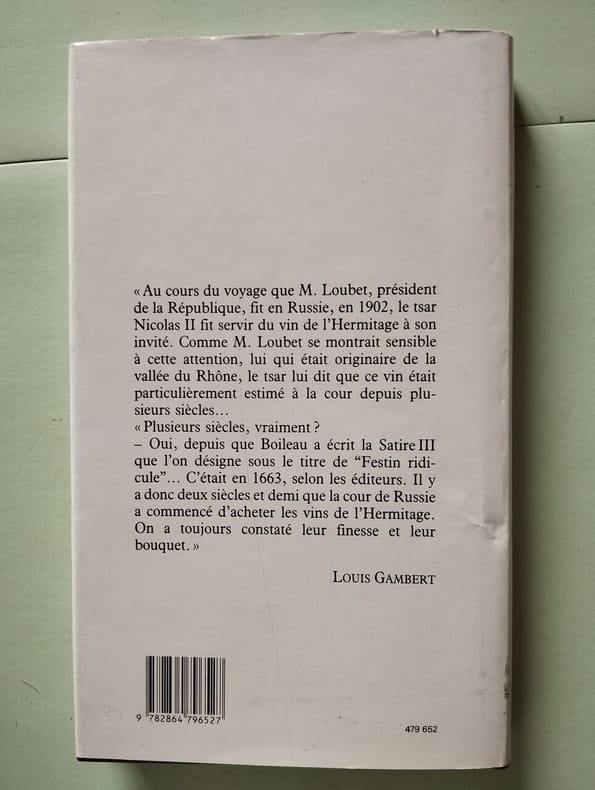 « Au cours du voyage que M. Loubet, président
de la République, fit en Russie, en 1902, le tsar
Nicolas II fit servir du vin de l'Hermitage à son
invité. Comme M. Loubet se montrait sensible
à cette attention, lui qui était originaire de la
vallée du Rhône, le tsar lui dit que ce vin était
particulièrement estimé à la cour depuis plu-
sieurs siècles...
« Plusieurs siècles, vraiment ?
– Oui, depuis que Boileau a écrit la Satire III
que l'on désigne sous le titre de “Festin ridi-
cule”... C'était en 1663, selon les éditeurs. Il y
a donc deux siècles et demi que la cour de Russie
a commencé d'acheter les vins de l'Hermitage.
On a toujours constaté leur finesse et leur
bouquet. »
LOUIS GAMBERT
9 782864 796527
479 652